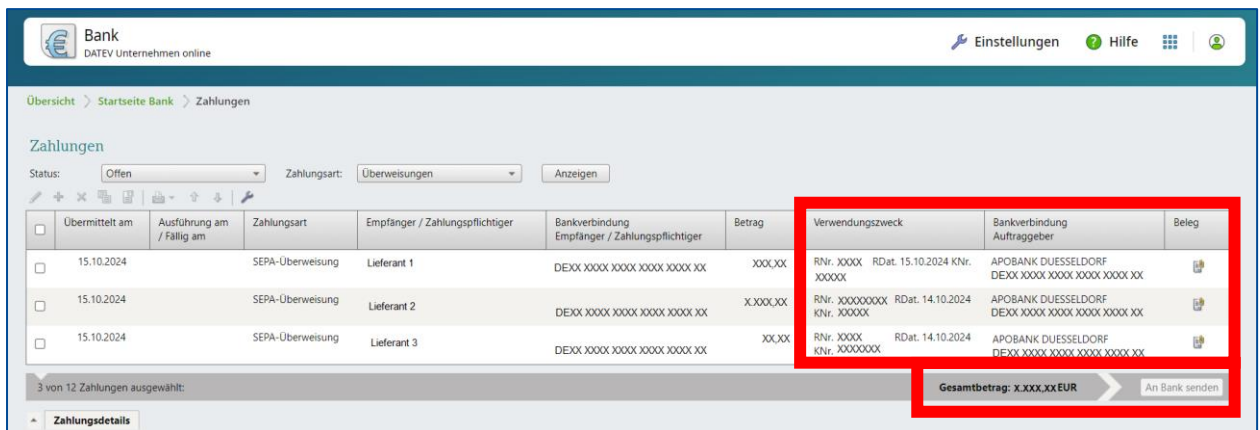 Bank
DATEV Unternehmen online
Einstellungen
Hilfe
Übersicht Startseite Bank Zahlungen
Zahlungen
Status: Offen Zahlungsart: Überweisungen Anzeigen
Übermittelt am Ausführung am / Fällig am Zahlungsart Empfänger / Zahlungspflichtiger Bankverbindung Empfänger / Zahlungspflichtiger Betrag Verwendungszweck Bankverbindung Auftraggeber Beleg
15.10.2024 SEPA-Überweisung Lieferant 1 DEXX XXXX XXXX XXXX XXXX XX XXX,XX RNr. XXXX RDat. 15.10.2024 KNr. XXXXX APOBANK DUESSELDORF DEXX XXXX XXXX XXXX XXXX XX
15.10.2024 SEPA-Überweisung Lieferant 2 DEXX XXXX XXXX XXXX XXXX XX X.XXX,XX RNr. XXXXXXXX RDat. 14.10.2024 KNr. XXXXX APOBANK DUESSELDORF DEXX XXXX XXXX XXXX XXXX XX
15.10.2024 SEPA-Überweisung Lieferant 3 DEXX XXXX XXXX XXXX XXXX XX XX,XX RNr. XXXX RDat. 14.10.2024 KNr. XXXXXXX APOBANK DUESSELDORF DEXX XXXX XXXX XXXX XXXX XX
3 von 12 Zahlungen ausgewählt: Gesamtbetrag: X.XXX,XX EUR An Bank senden
Zahlungsdetails